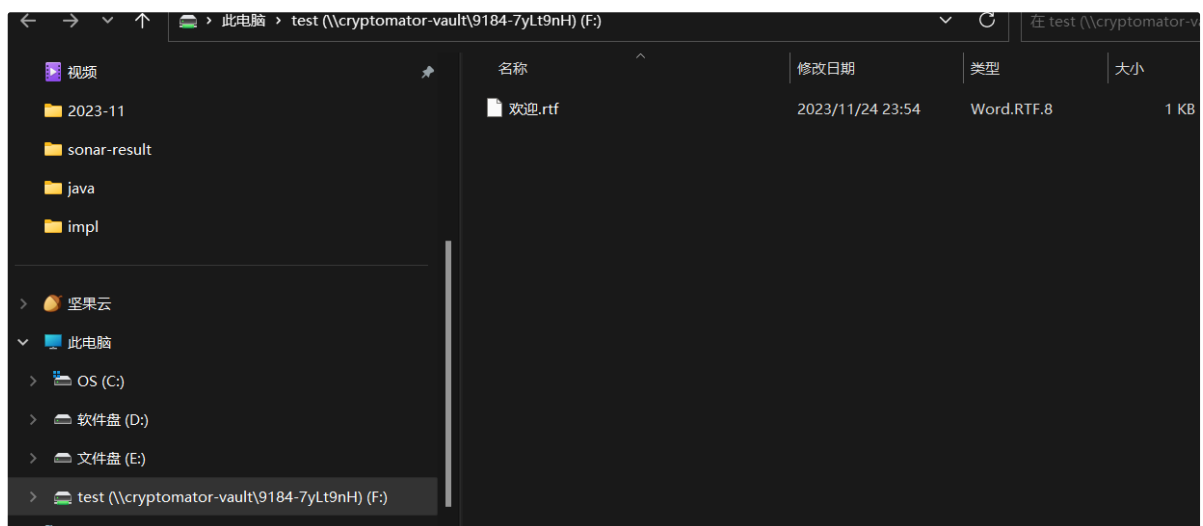 此电脑 › test (\\cryptomator-vault\9184-7yLt9nH) (F:)
在 test (\\cryptomator-v
视频
2023-11
sonar-result
java
impl
坚果云
此电脑
OS (C:)
软件盘 (D:)
文件盘 (E:)
test (\\cryptomator-vault\9184-7yLt9nH) (F:)
名称 修改日期 类型 大小
欢迎.rtf 2023/11/24 23:54 Word.RTF.8 1 KB